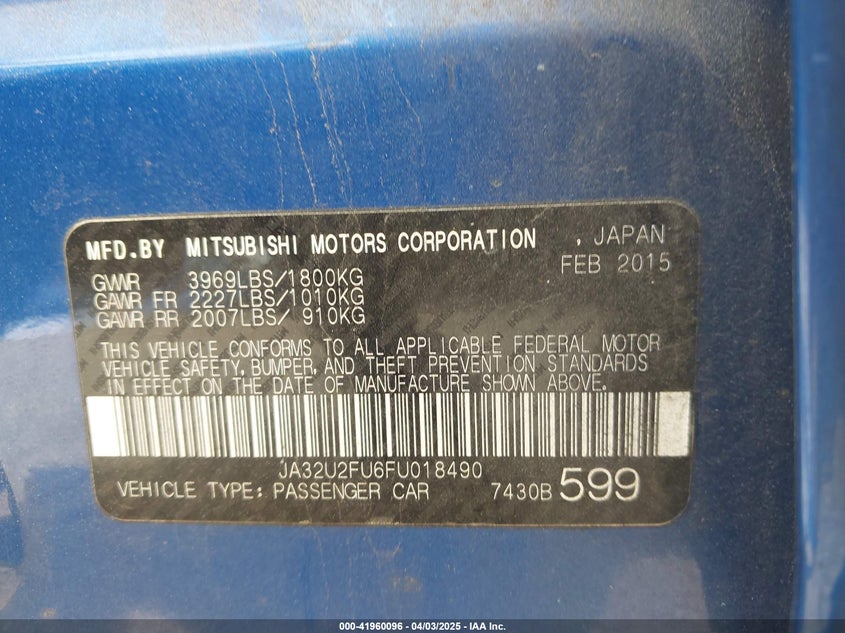 MFD.BY MITSUBISHI MOTORS CORPORATION , JAPAN
FEB 2015
GVWR 3969LBS/1800KG
GAWR FR 2227LBS/1010KG
GAWR RR 2007LBS/ 910KG
THIS VEHICLE CONFORMS TO ALL APPLICABLE FEDERAL MOTOR
VEHICLE SAFETY, BUMPER, AND THEFT PREVENTION STANDARDS
IN EFFECT ON THE DATE OF MANUFACTURE SHOWN ABOVE.
JA32U2FU6FU018490
VEHICLE TYPE: PASSENGER CAR 7430B 599
000-41960096 - 04/03/2025 - IAA Inc.